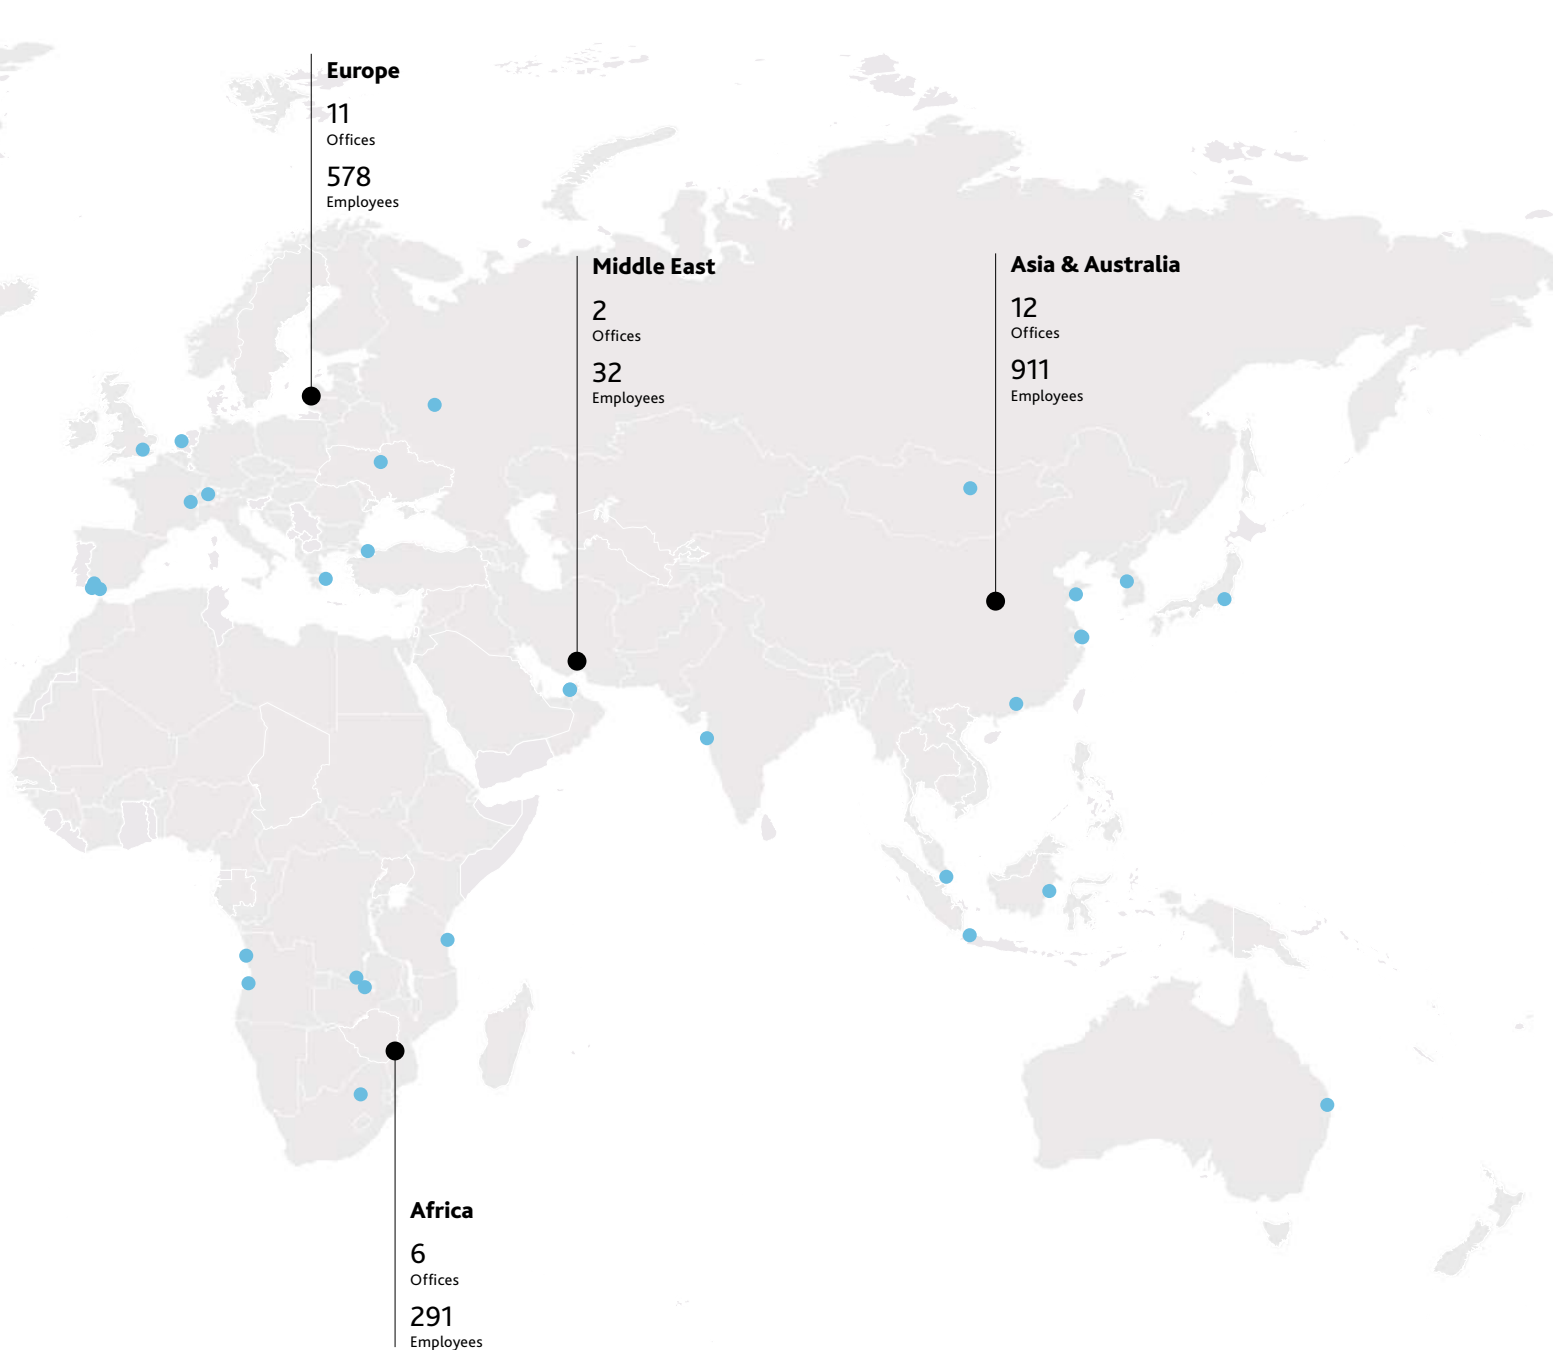 Europe
11
Offices
578
Employees
Middle East
2
Offices
32
Employees
Asia & Australia
12
Offices
911
Employees
Africa
6
Offices
291
Employees